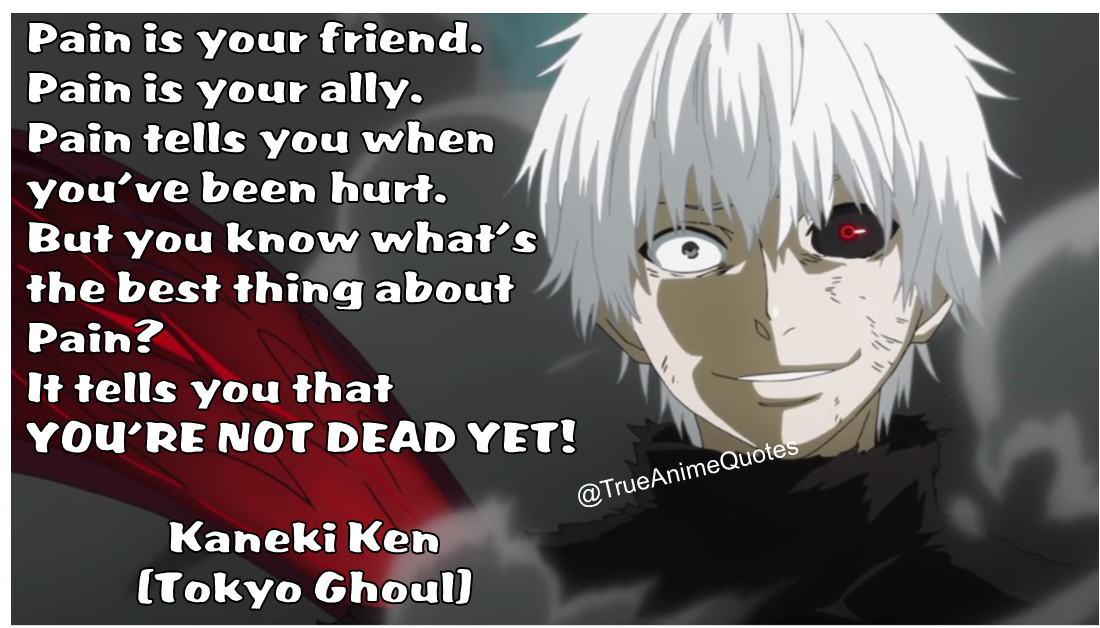 Pain is your friend.
Pain is your ally.
Pain tells you when
you've been hurt.
But you know what's
the best thing about
Pain?
It tells you that
YOU'RE NOT DEAD YET!
@TrueAnimeQuotes
Kaneki Ken
(Tokyo Ghoul)